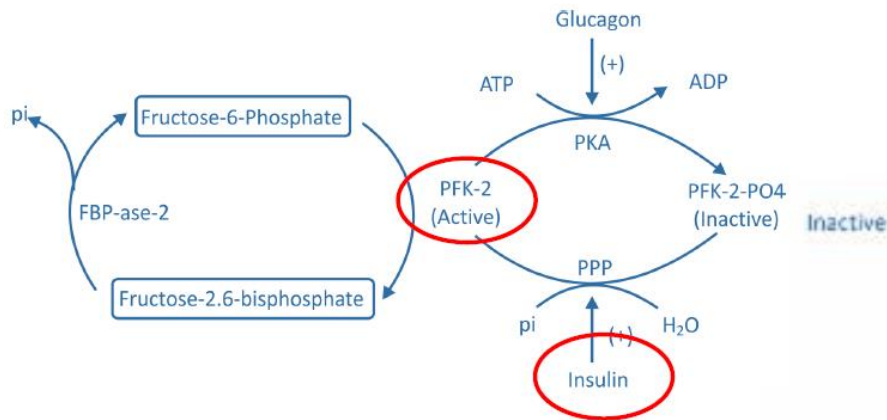 Glucagon
(+)
ATP
ADP
pi
Fructose-6-Phosphate
PKA
FBP-ase-2
PFK-2
(Active)
PFK-2-PO4
(Inactive)
Inactive
Fructose-2.6-bisphosphate
PPP
pi
H₂O
(+)
Insulin